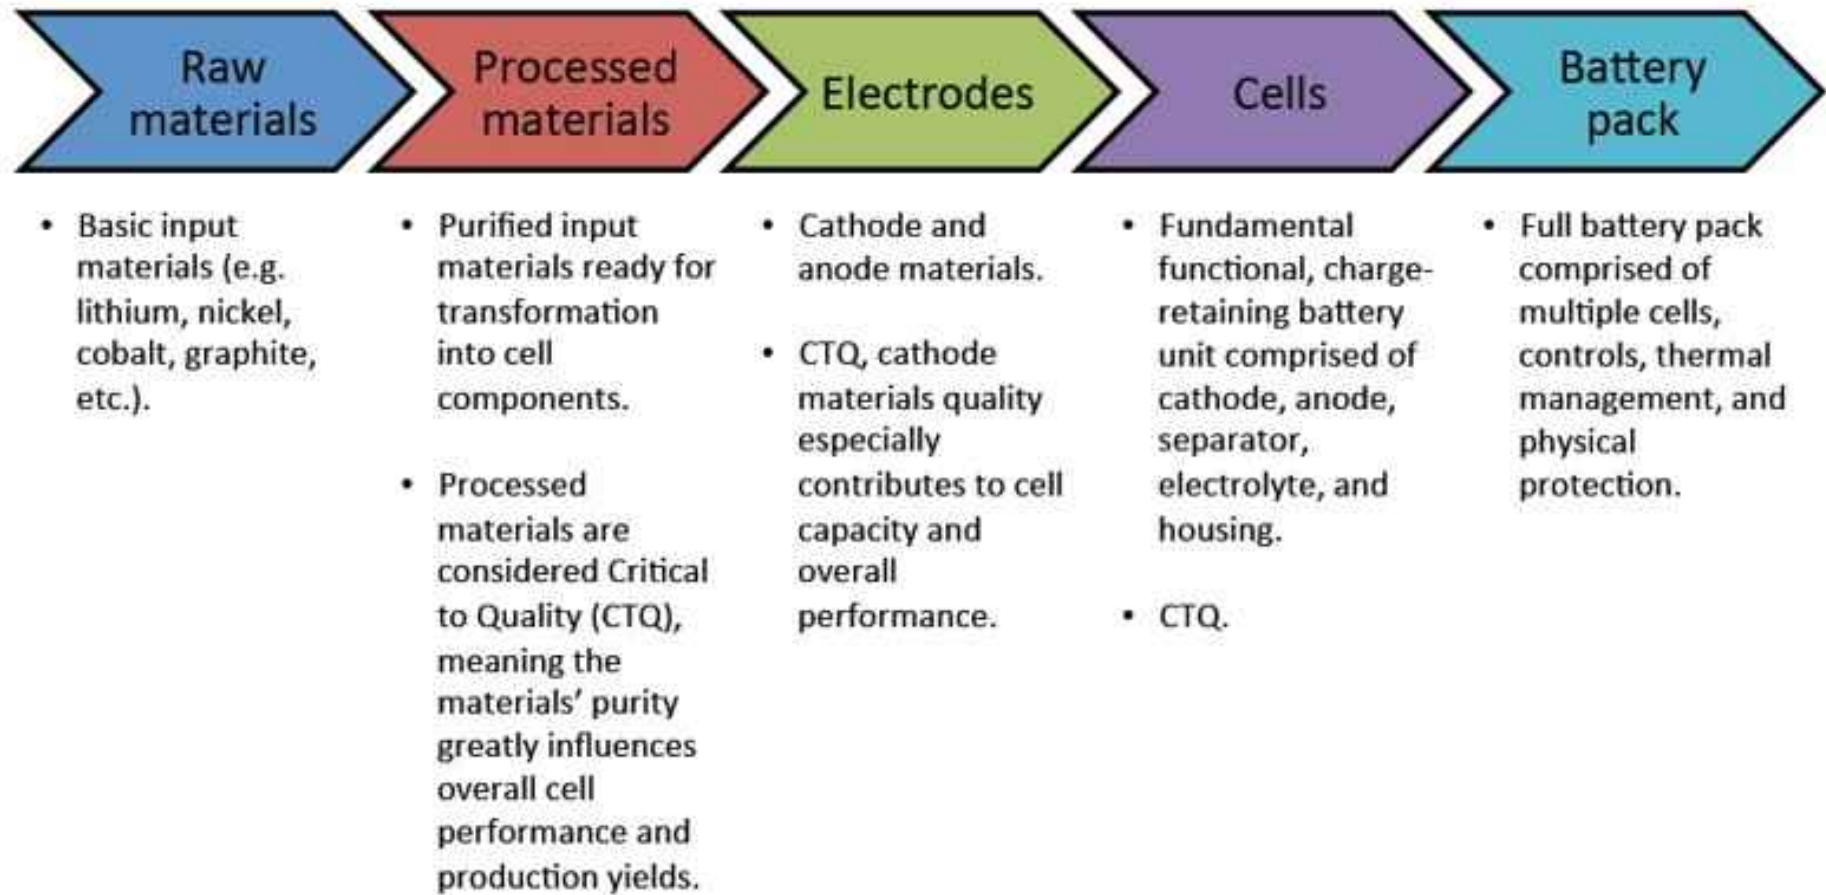 Raw
materials
Processed
materials
Electrodes
Cells
Battery
pack
• Basic input
materials (e.g.
lithium, nickel,
cobalt, graphite,
etc.).
• Purified input
materials ready for
transformation
into cell
components.
• Processed
materials are
considered Critical
to Quality (CTQ),
meaning the
materials’ purity
greatly influences
overall cell
performance and
production yields.
• Cathode and
anode materials.
• CTQ, cathode
materials quality
especially
contributes to cell
capacity and
overall
performance.
• Fundamental
functional, charge-
retaining battery
unit comprised of
cathode, anode,
separator,
electrolyte, and
housing.
• CTQ.
• Full battery pack
comprised of
multiple cells,
controls, thermal
management, and
physical
protection.